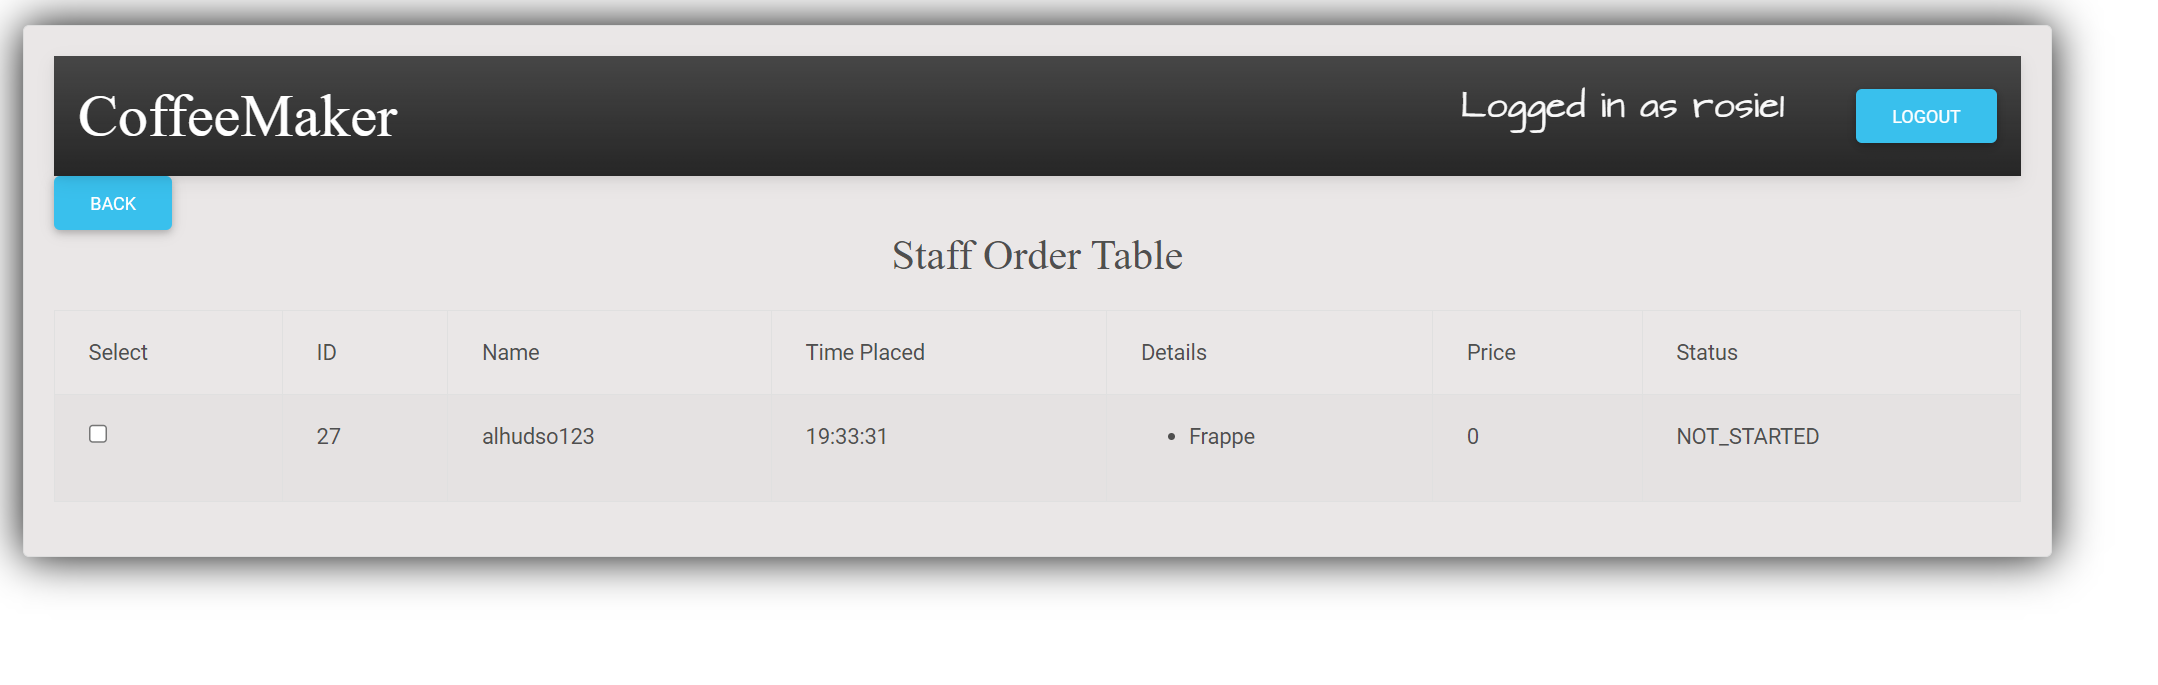 CoffeeMaker
Logged in as rosiel
LOGOUT
BACK
Staff Order Table
Select ID Name Time Placed Details Price Status
27 alhudso123 19:33:31 • Frappe 0 NOT_STARTED